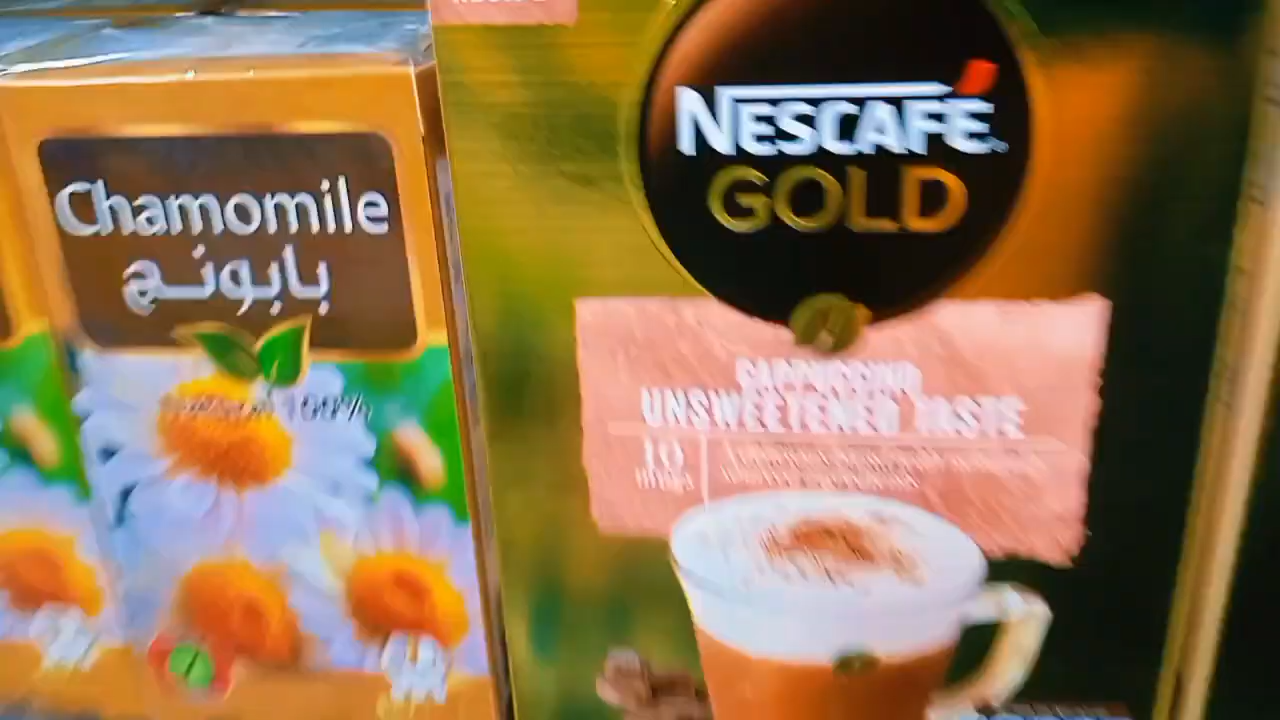 Chamomile
بابونج
100%
NESCAFÉ
GOLD
CAPPUCCINO
UNSWEETENED TASTE
10